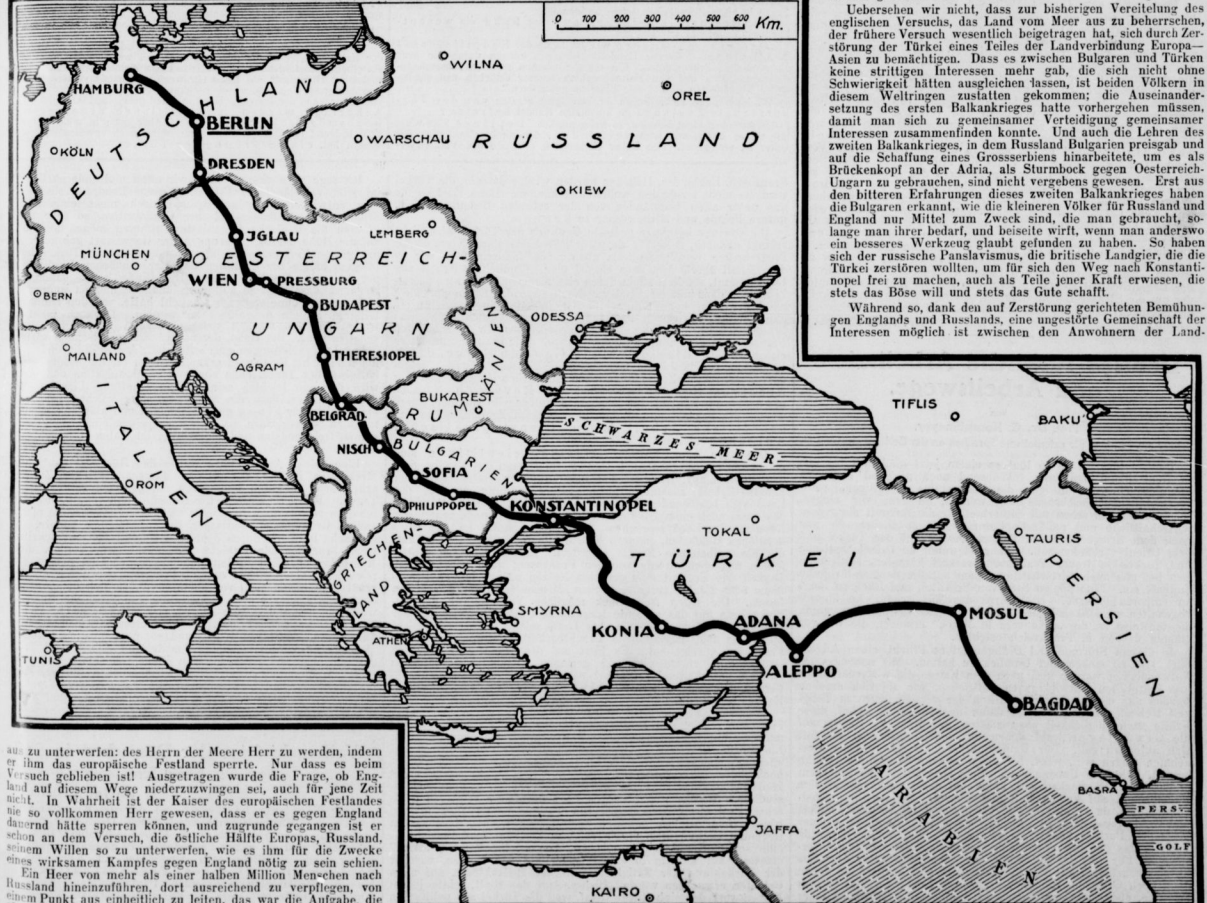 0 100 200 300 400 500 600 Km.
HAMBURG
DEUTSCHLAND
BERLIN
KÖLN
DRESDEN
MÜNCHEN
BERN
WILNA
OREL
WARSCHAU
RUSSLAND
KIEW
JGLAU
LEMBERG
OESTERREICH-
WIEN
PRESSBURG
BUDAPEST
UNGARN
ODESSA
MAILAND
AGRAM
THERESIOPEL
ITALIEN
RUMÄNIEN
BUKAREST
BELGRAD
NISCH
BULGARIEN
SCHWARZES MEER
TIFLIS
BAKU
ROM
SOFIA
PHILIPPOPEL
KONSTANTINOPEL
GRIECHEN-
LAND
TOKAL
TÜRKEI
TAURIS
PERSIEN
SMYRNA
ATHEN
TUNIS
KONIA
ADANA
ALEPPO
MOSUL
BAGDAD
BASRA
PERS.
GOLF
ARABIEN
JAFFA
KAIRO
Uebersehen wir nicht, dass zur bisherigen Vereitelung des
englischen Versuchs, das Land vom Meer aus zu beherrschen,
der frühere Versuch wesentlich beigetragen hat, sich durch Zer-
störung der Türkei eines Teiles der Landverbindung Europa—
Asien zu bemächtigen. Dass es zwischen Bulgaren und Türken
keine strittigen Interessen mehr gab, die sich nicht ohne
Schwierigkeit hätten ausgleichen lassen, ist beiden Völkern in
diesem Weltringen zustatten gekommen; die Auseinander-
setzung des ersten Balkankrieges hatte vorhergehen müssen,
damit man sich zu gemeinsamer Verteidigung gemeinsamer
Interessen zusammenfinden konnte. Und auch die Lehren des
zweiten Balkankrieges, in dem Russland Bulgarien preisgab und
auf die Schaffung eines Grossserbiens hinarbeitete, um es als
Brückenkopf an der Adria, als Sturmbock gegen Oesterreich-
Ungarn zu gebrauchen, sind nicht vergebens gewesen. Erst aus
den bitteren Erfahrungen dieses zweiten Balkankrieges haben
die Bulgaren erkannt, wie die kleineren Völker für Russland und
England nur Mittel zum Zweck sind, die man gebraucht, so-
lange man ihrer bedarf, und beiseite wirft, wenn man anderswo
ein besseres Werkzeug glaubt gefunden zu haben. So haben
sich der russische Panslavismus, die britische Landgier, die die
Türkei zerstören wollten, um für sich den Weg nach Konstanti-
nopel frei zu machen, auch als Teile jener Kraft erwiesen, die
stets das Böse will und stets das Gute schafft.
Während so, dank den auf Zerstörung gerichteten Bemühun-
gen Englands und Russlands, eine ungestörte Gemeinschaft der
Interessen möglich ist zwischen den Anwohnern der Land-
aus zu unterwerfen: des Herrn der Meere Herr zu werden, indem
er ihm das europäische Festland sperrte. Nur dass es beim
Versuch geblieben ist! Ausgetragen wurde die Frage, ob Eng-
land auf diesem Wege niederzuzwingen sei, auch für jene Zeit
nicht. In Wahrheit ist der Kaiser des europäischen Festlandes
nie so vollkommen Herr gewesen, dass er es gegen England
dauernd hätte sperren können, und zugrunde gegangen ist er
schon an dem Versuch, die östliche Hälfte Europas, Russland,
seinem Willen so zu unterwerfen, wie es ihm für die Zwecke
eines wirksamen Kampfes gegen England nötig zu sein schien.
Ein Heer von mehr als einer halben Million Menschen nach
Russland hineinzuführen, dort ausreichend zu verpflegen, von
einem Punkt aus einheitlich zu leiten, das war die Aufgabe, die